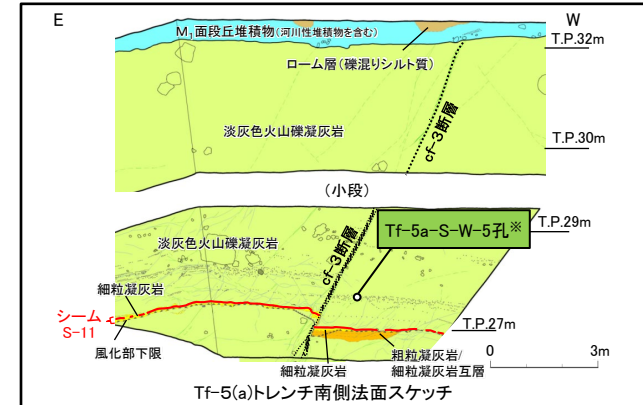 E
W
M₁面段丘堆積物(河川性堆積物を含む)
T.P.32m
ローム層(礫混りシルト質)
cf-3断層
淡灰色火山礫凝灰岩
T.P.30m
(小段)
淡灰色火山礫凝灰岩
cf-3断層
Tf-5a-S-W-5孔※
T.P.29m
細粒凝灰岩
シーム
S-11
風化部下限
T.P.27m
細粒凝灰岩
粗粒凝灰岩/
細粒凝灰岩互層
0
3m
Tf-5(a)トレンチ南側法面スケッチ